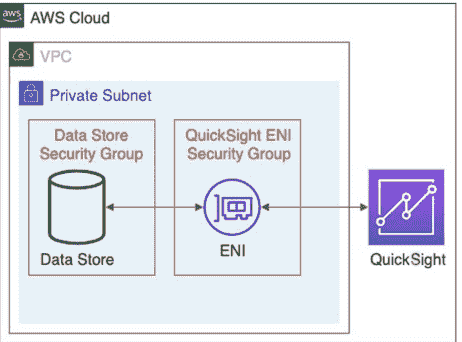 aws
AWS Cloud
VPC
Private Subnet
Data Store
Security Group
QuickSight ENI
Security Group
Data Store
ENI
QuickSight